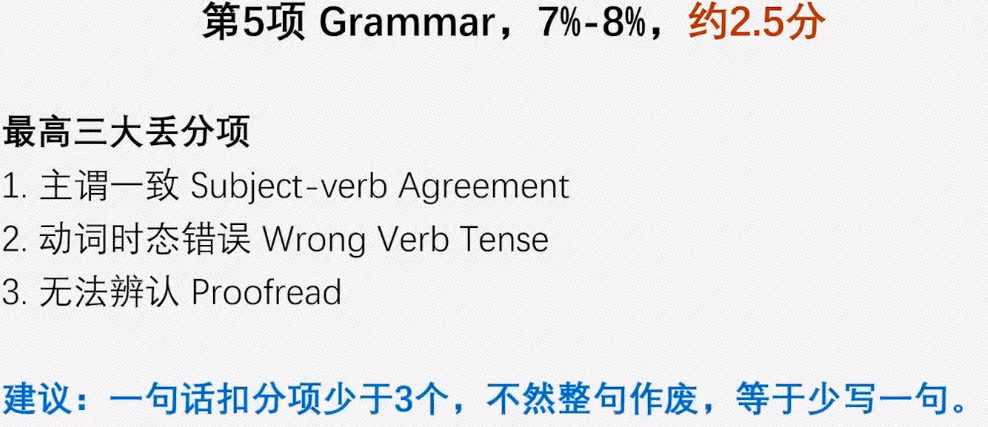 第5项 Grammar，7%-8%，约2.5分
最高三大丢分项
1. 主谓一致 Subject-verb Agreement
2. 动词时态错误 Wrong Verb Tense
3. 无法辨认 Proofread
建议：一句话扣分项少于3个，不然整句作废，等于少写一句。